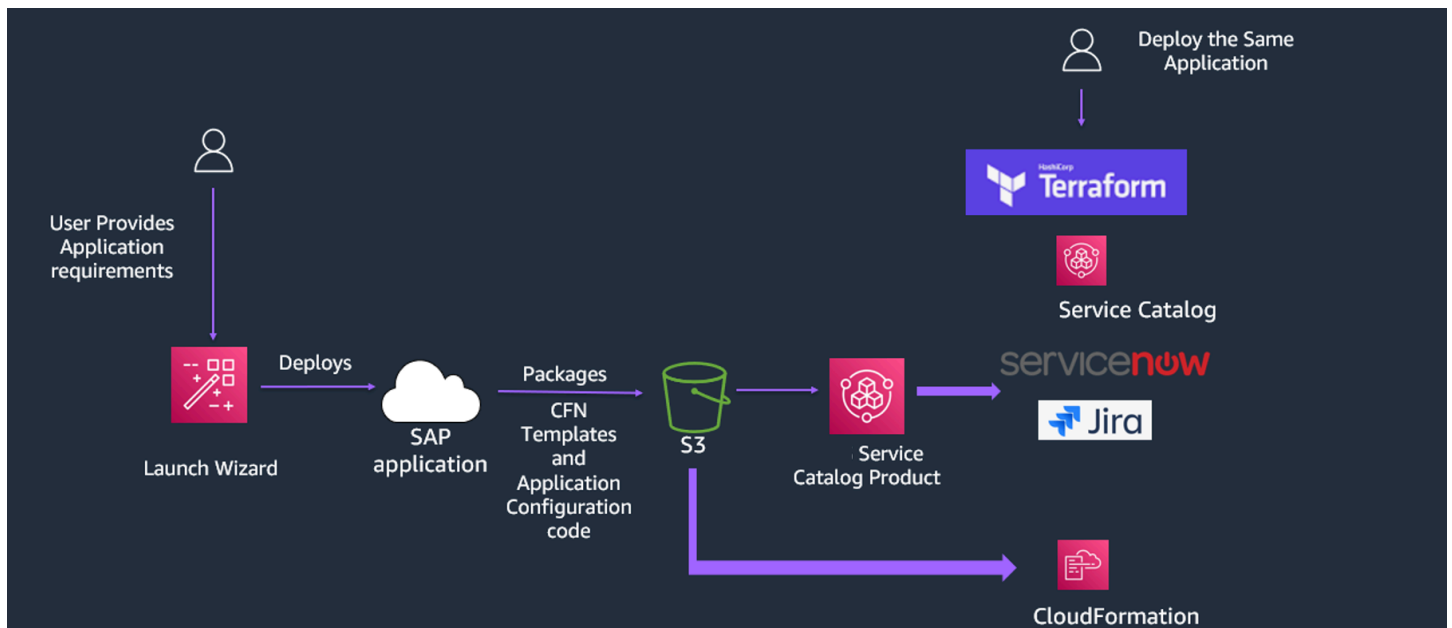 Deploy the Same
Application
HashiCorp
Terraform
Service Catalog
User Provides
Application
requirements
Launch Wizard
Deploys
SAP
application
Packages
CFN
Templates
and
Application
Configuration
code
S3
Service
Catalog Product
servicenow
Jira
CloudFormation